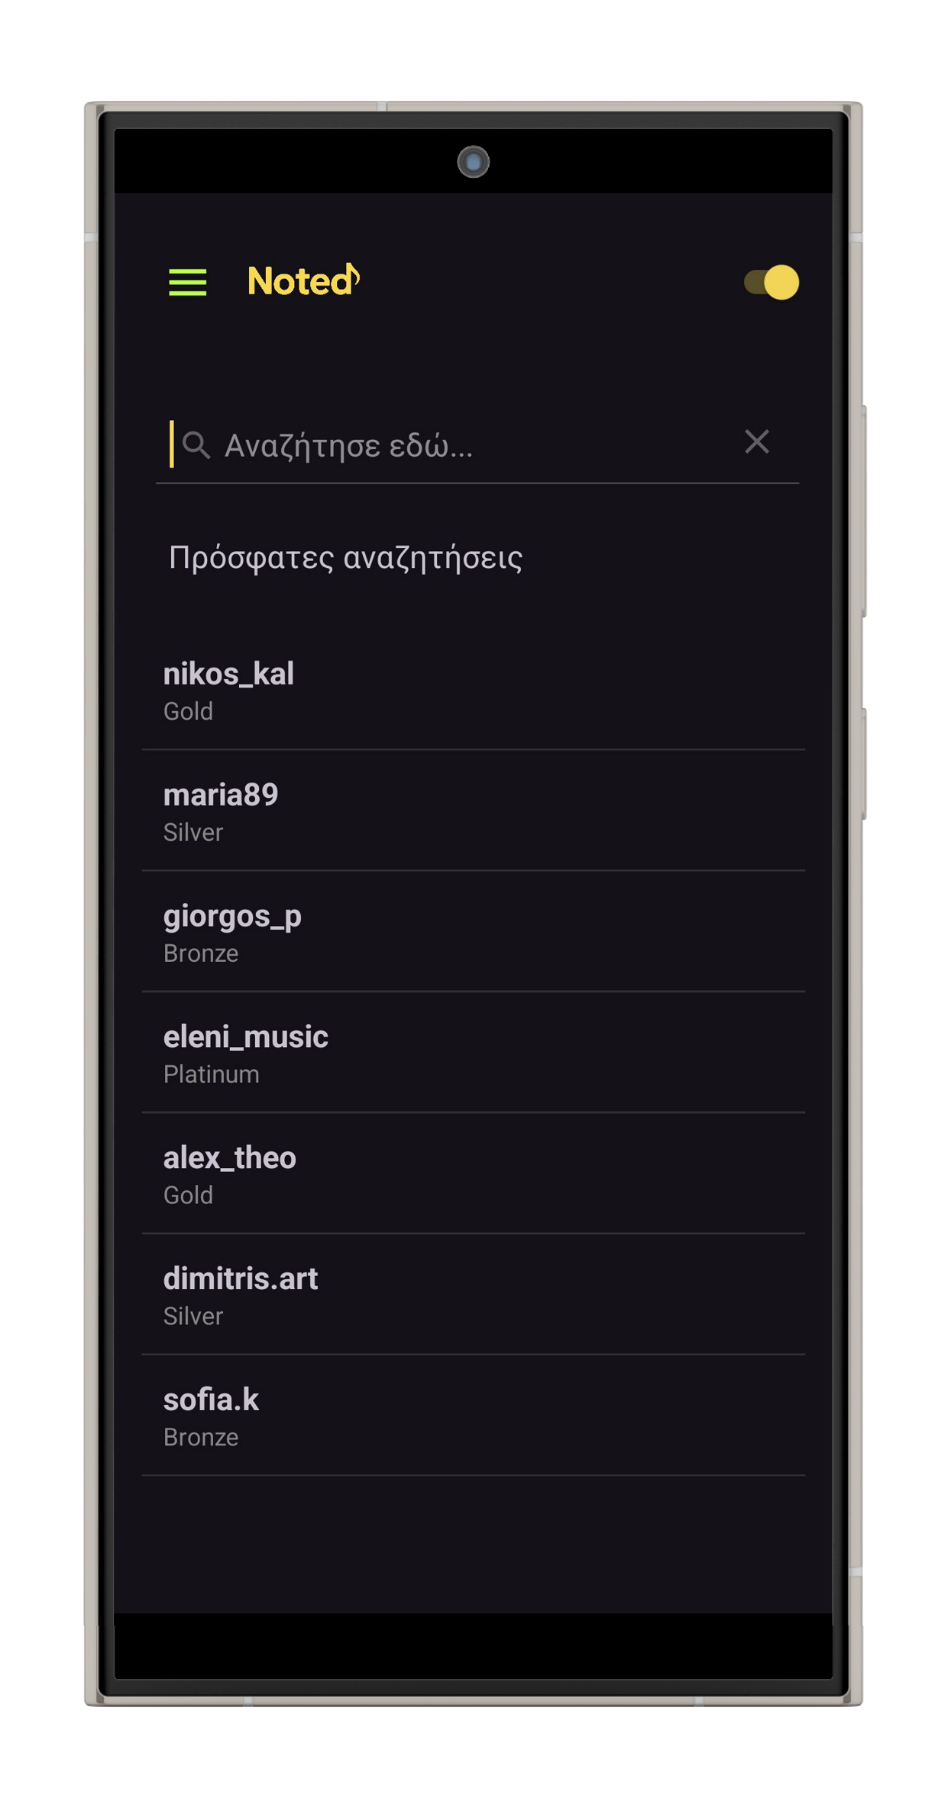 Noted
Αναζήτησε εδώ...
Πρόσφατες αναζητήσεις
nikos_kal
Gold
maria89
Silver
giorgos_p
Bronze
eleni_music
Platinum
alex_theo
Gold
dimitris.art
Silver
sofia.k
Bronze